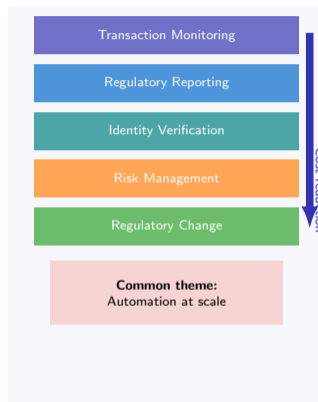 Transaction Monitoring
Regulatory Reporting
Identity Verification
Risk Management
Regulatory Change
Common theme:
Automation at scale